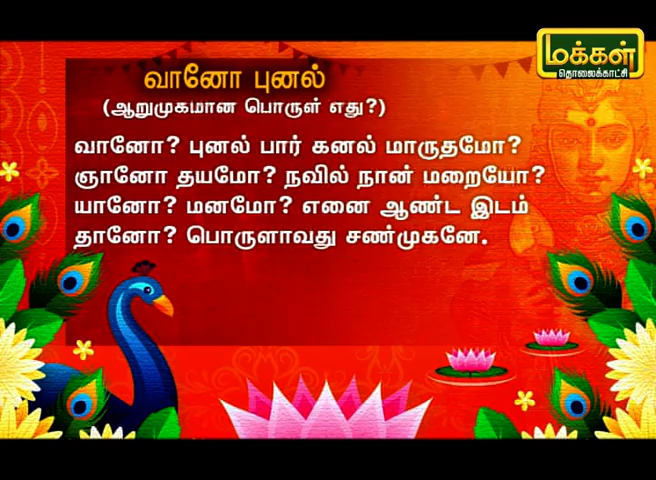 மக்கள்
தொலைக்காட்சி
வானோ புனல்
(ஆறுமுகமான பொருள் எது?)
வானோ? புனல் பார் கனல் மாருதமோ?
ஞானோ தயமோ? நவில் நான் மறையோ?
யானோ? மனமோ? எனை ஆண்ட இடம்
தானோ? பொருளாவது சண்முகனே.